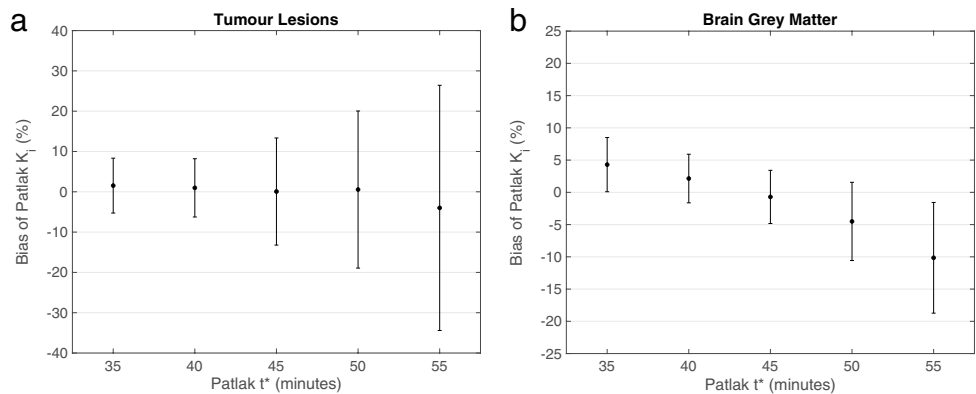 a
Tumour Lesions
40
30
20
10
0
-10
-20
-30
-40
Bias of Patlak Ki (%)
35 40 45 50 55
Patlak t* (minutes)
b
Brain Grey Matter
25
20
15
10
5
0
-5
-10
-15
-20
-25
Bias of Patlak Ki (%)
35 40 45 50 55
Patlak t* (minutes)